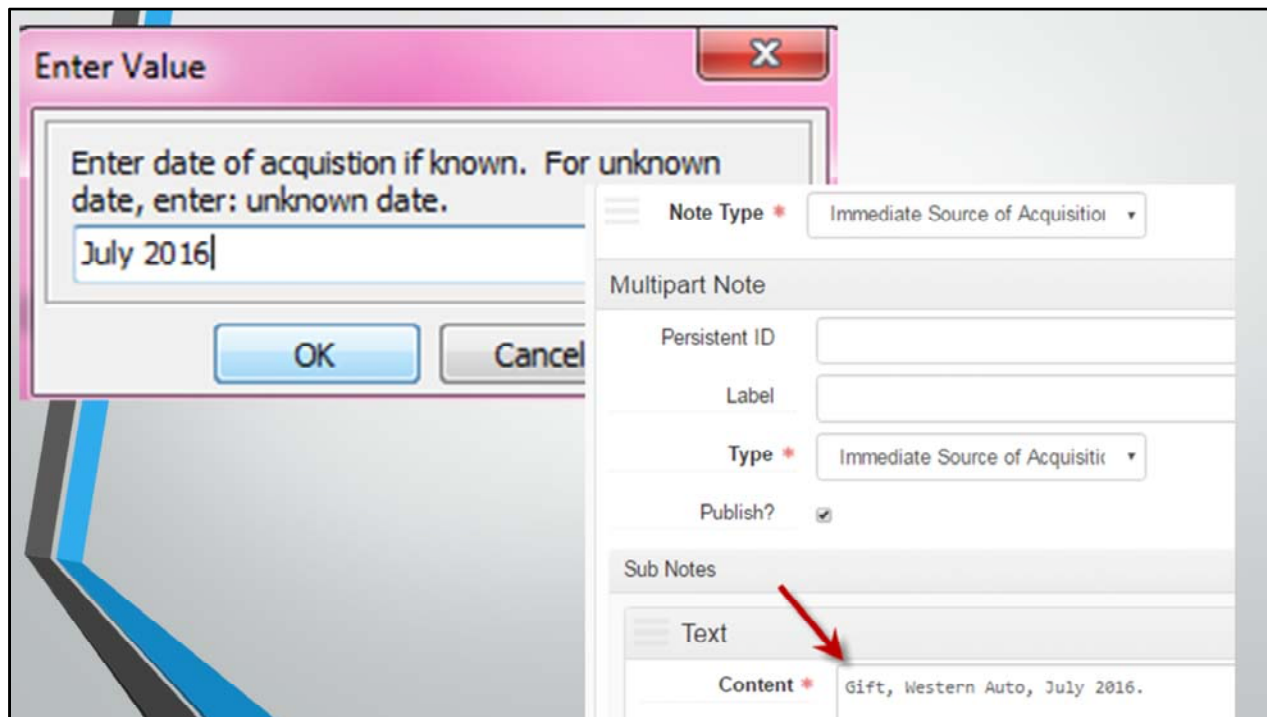 Enter Value
Enter date of acquistion if known. For unknown
date, enter: unknown date.
July 2016
OK
Cancel
Note Type *
Immediate Source of Acquisition
Multipart Note
Persistent ID
Label
Type *
Immediate Source of Acquisitic
Publish?
Sub Notes
Text
Content *
Gift, Western Auto, July 2016.